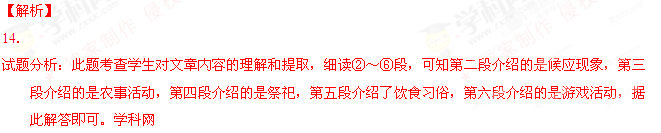 【解析】
14.
试题分析：此题考查学生对文章内容的理解和提取，细读②～⑥段，可知第二段介绍的是候应现象，第三
段介绍的是农事活动，第四段介绍的是祭祀，第五段介绍了饮食习俗，第六段介绍的是游戏活动，据
此解答即可。学科网